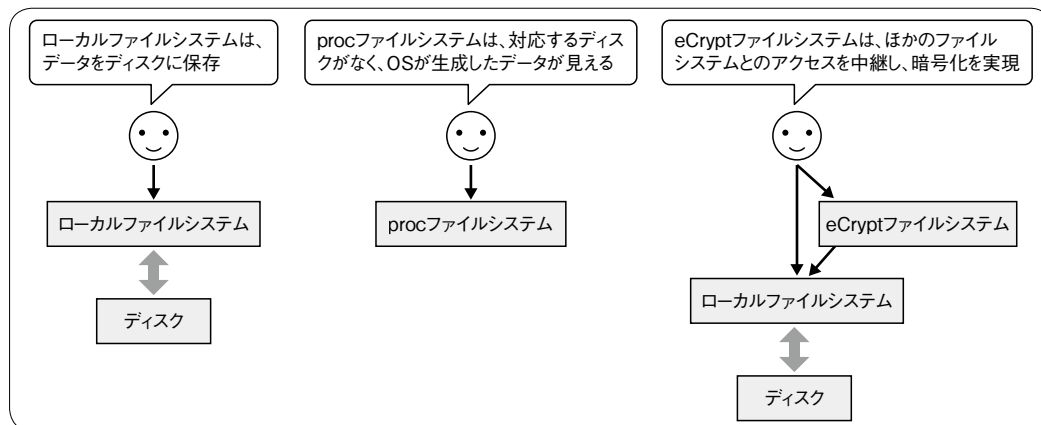 ローカルファイルシステムは、
データをディスクに保存
procファイルシステムは、対応するディス
クがなく、OSが生成したデータが見える
eCryptファイルシステムは、ほかのファイル
システムとのアクセスを中継し、暗号化を実現
ローカルファイルシステム
procファイルシステム
eCryptファイルシステム
ローカルファイルシステム
ディスク
ディスク